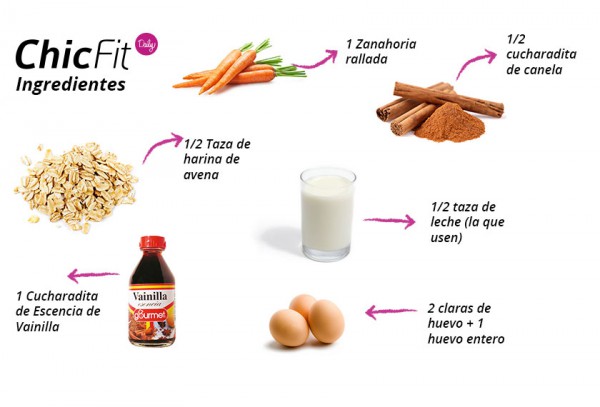 ChicFit Daily
Ingredientes
1 Zanahoria
rallada
1/2
cucharadita
de canela
1/2 Taza de
harina de
avena
1/2 taza de
leche (la que
usen)
1 Cucharadita
de Escencia de
Vainilla
Vainilla
esencia
gourmet
2 claras de
huevo + 1
huevo entero